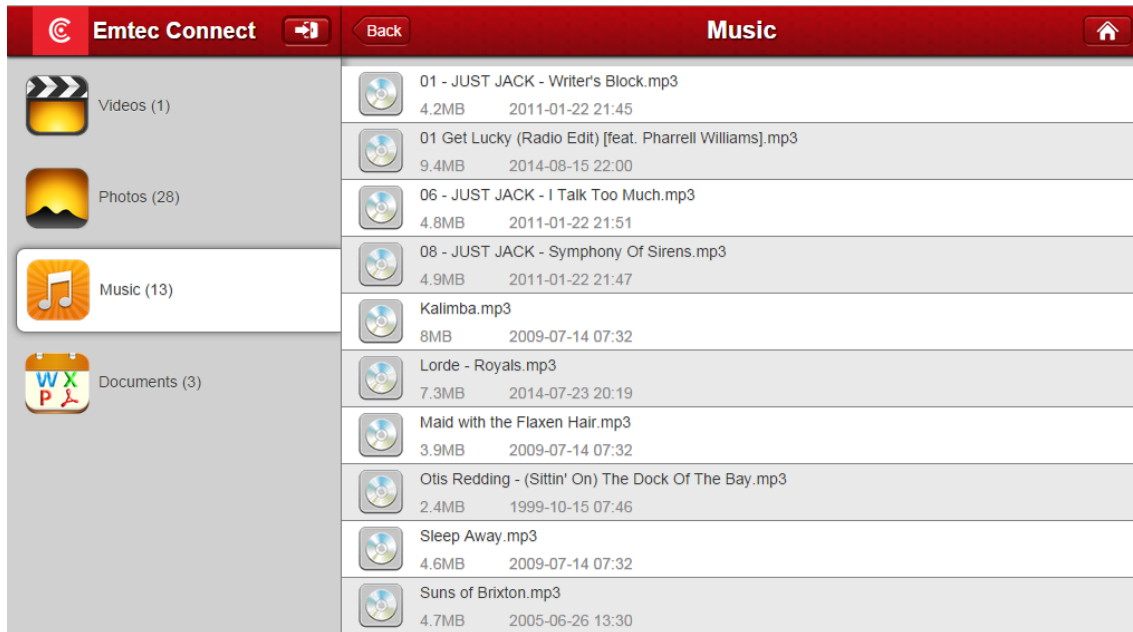 Emtec Connect
Back
Music
Videos (1)
Photos (28)
Music (13)
Documents (3)
W X
P
01 - JUST JACK - Writer's Block.mp3
4.2MB 2011-01-22 21:45
01 Get Lucky (Radio Edit) [feat. Pharrell Williams].mp3
9.4MB 2014-08-15 22:00
06 - JUST JACK - I Talk Too Much.mp3
4.8MB 2011-01-22 21:51
08 - JUST JACK - Symphony Of Sirens.mp3
4.9MB 2011-01-22 21:47
Kalimba.mp3
8MB 2009-07-14 07:32
Lorde - Royals.mp3
7.3MB 2014-07-23 20:19
Maid with the Flaxen Hair.mp3
3.9MB 2009-07-14 07:32
Otis Redding - (Sittin' On) The Dock Of The Bay.mp3
2.4MB 1999-10-15 07:46
Sleep Away.mp3
4.6MB 2009-07-14 07:32
Suns of Brixton.mp3
4.7MB 2005-06-26 13:30